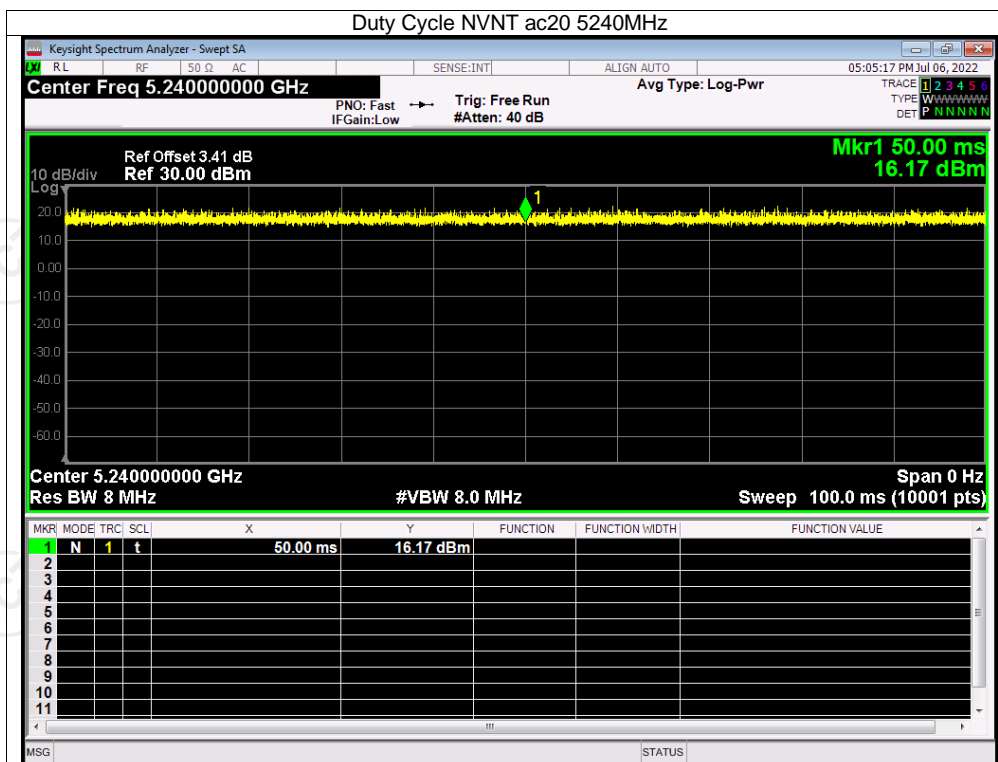 Duty Cycle NVNT ac20 5240MHz
Keysight Spectrum Analyzer - Swept SA
LXI RL RF 50 Ω AC SENSE:INT ALIGN AUTO 05:05:17 PM Jul 06, 2022
Center Freq 5.240000000 GHz
Avg Type: Log-Pwr
TRACE 1 2 3 4 5 6
TYPE WWWWWW
DET P N N N N N
PNO: Fast
IFGain:Low
Trig: Free Run
#Atten: 40 dB
Mkr1 50.00 ms
16.17 dBm
Ref Offset 3.41 dB
10 dB/div Ref 30.00 dBm
Log
1
20.0
10.0
0.00
-10.0
-20.0
-30.0
-40.0
-50.0
-60.0
Center 5.240000000 GHz Span 0 Hz
Res BW 8 MHz #VBW 8.0 MHz Sweep 100.0 ms (10001 pts)
MKR MODE TRC SCL X Y FUNCTION FUNCTION WIDTH FUNCTION VALUE
1 N 1 t 50.00 ms 16.17 dBm
2
3
4
5
6
7
8
9
10
11
MSG STATUS